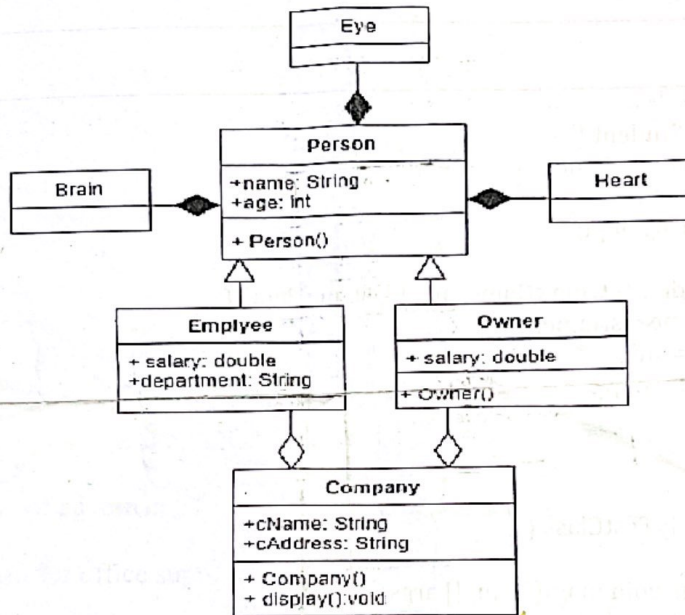 Eye
Person
+name: String
+age: int
+ Person()
Brain
Heart
Emplyee
+ salary: double
+department: String
Owner
+ salary: double
+ Owner()
Company
+cName: String
+cAddress: String
+ Company()
+ display():void